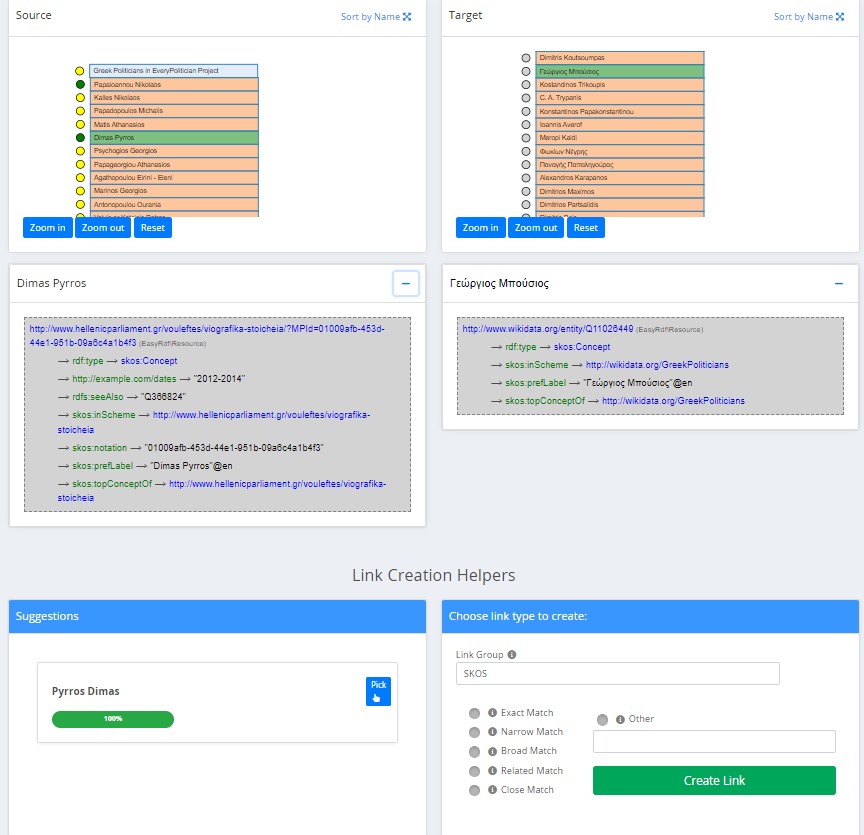 Source
Sort by Name
Greek Politicians in EveryPolitician Project
Papaioannou Nikolaos
Kalles Nikolaos
Papadopoulos Michalis
Matis Athanasios
Dimas Pyrros
Psychogios Georgios
Papageorgiou Athanasios
Agathopoulou Eirini - Eleni
Marinos Georgios
Antonopoulou Ourania
Zoom in Zoom out Reset
Target
Sort by Name
Dimitris Koutsoumpas
Γεώργιος Μπούσιος
Kostandinos Trikoupis
C. A. Trypanis
Konstantinos Papakonstantinou
Ioannis Averof
Meropi Kaldi
Φωκίων Νέγρης
Παναγής Παπαληγούρας
Alexandros Karapanos
Dimitrios Maximos
Dimitrios Partsalidis
Zoom in Zoom out Reset
Dimas Pyrros
http://www.hellenicparliament.gr/vouleftes/viografika-stoicheia/?MPId=01009afb-453d-
44e1-951b-09a6c4a1b4f3 (EasyRdf\Resource)
→ rdf:type → skos:Concept
→ http://example.com/dates → "2012-2014"
→ rdfs:seeAlso → "Q366824"
→ skos:inScheme → http://www.hellenicparliament.gr/vouleftes/viografika-
stoicheia
→ skos:notation → "01009afb-453d-44e1-951b-09a6c4a1b4f3"
→ skos:prefLabel → "Dimas Pyrros"@en
→ skos:topConceptOf → http://www.hellenicparliament.gr/vouleftes/viografika-
stoicheia
Γεώργιος Μπούσιος
http://www.wikidata.org/entity/Q11026449 (EasyRdf\Resource)
→ rdf:type → skos:Concept
→ skos:inScheme → http://wikidata.org/GreekPoliticians
→ skos:prefLabel → "Γεώργιος Μπούσιος"@en
→ skos:topConceptOf → http://wikidata.org/GreekPoliticians
Link Creation Helpers
Suggestions
Pyrros Dimas
Pick
100%
Choose link type to create:
Link Group
SKOS
Exact Match
Narrow Match
Broad Match
Related Match
Close Match
Other
Create Link